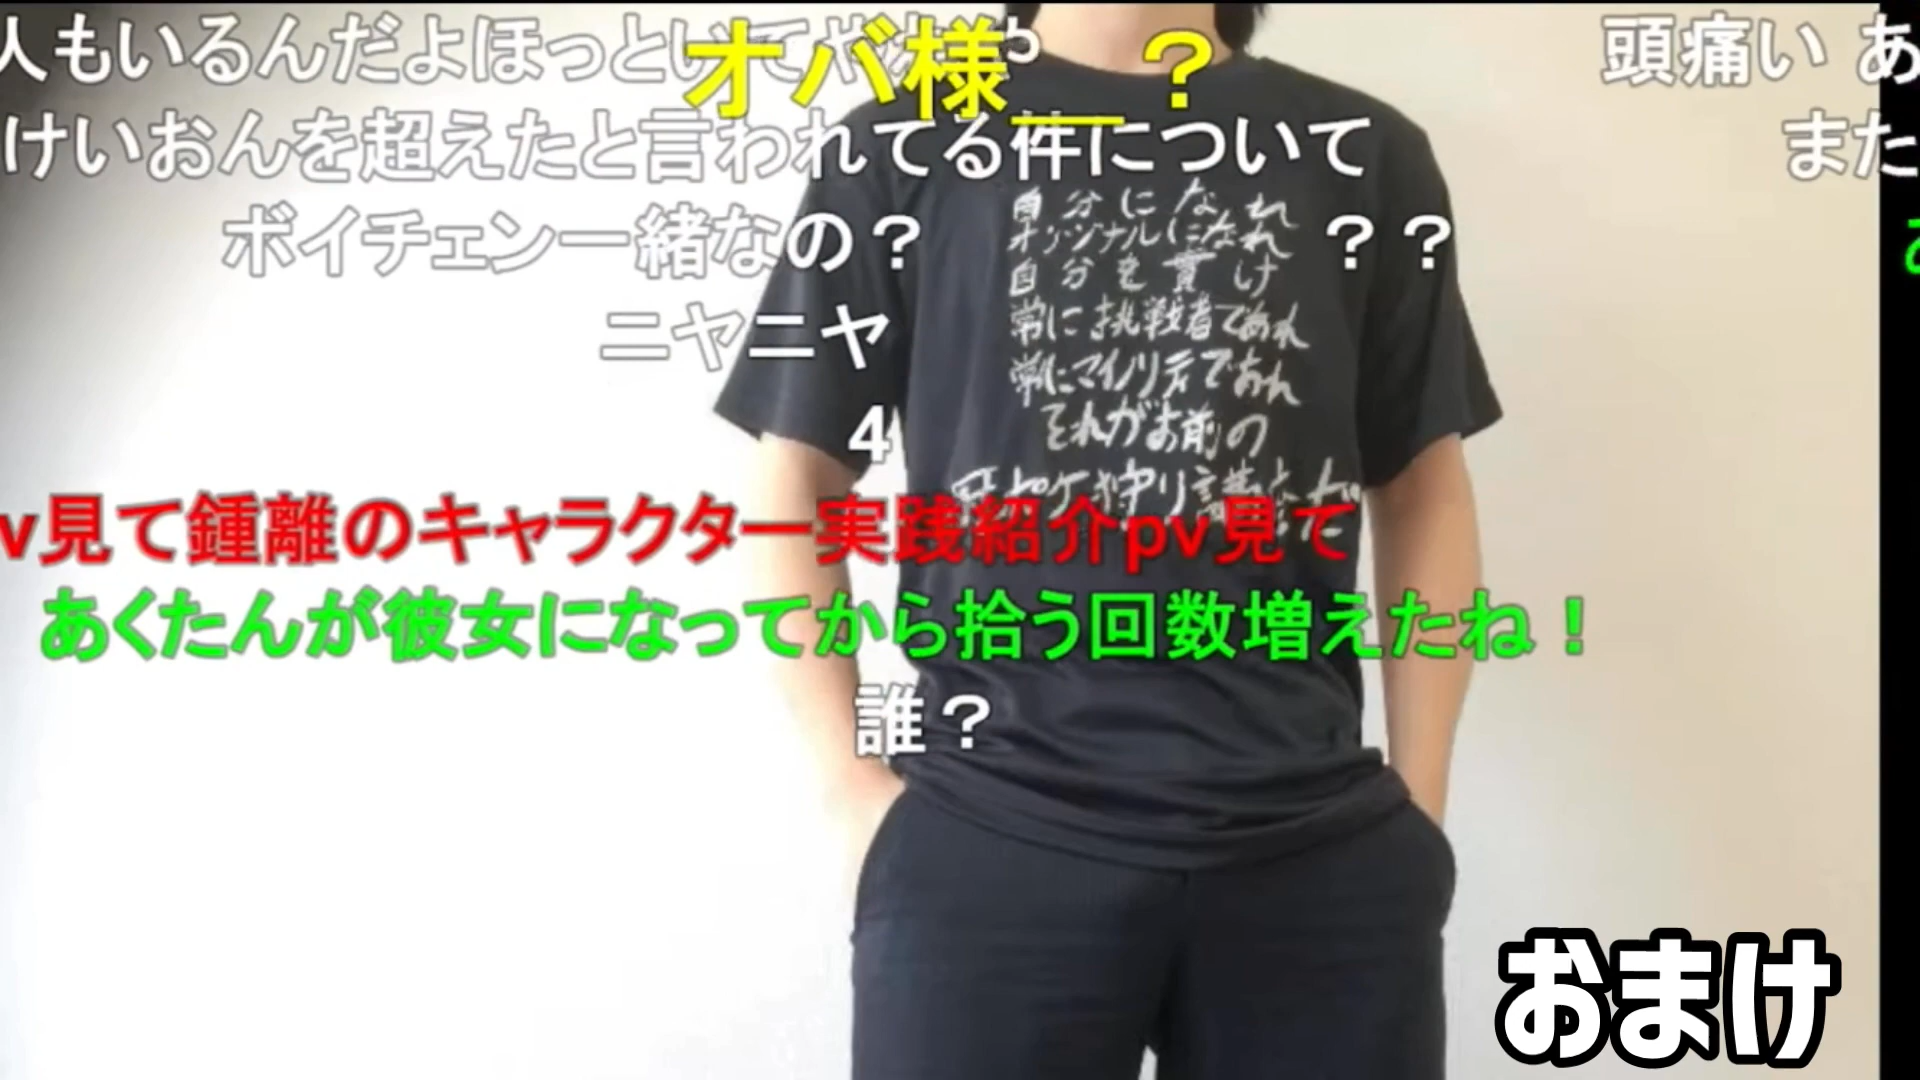 人もいるんだよほっといて
オバ様＿？
頭痛い あ
けいおんを超えたと言われてる件について
また
ボイチェン一緒なの？
？？
ニヤニヤ
4
v見て鍾離のキャラクター実践紹介pv見て
あくたんが彼女になってから拾う回数増えたね！
誰？
自分になれ
オリジナルになれ
自分を貫け
常に挑戦者であれ
常にマイノリティであれ
それがお前の
おまけ